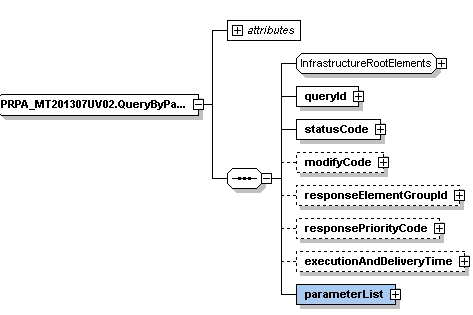 attributes
InfrastructureRootElements
PRPA_MT201307UV02.QueryByPa...
queryId
statusCode
modifyCode
responseElementGroupId
responsePriorityCode
executionAndDeliveryTime
parameterList